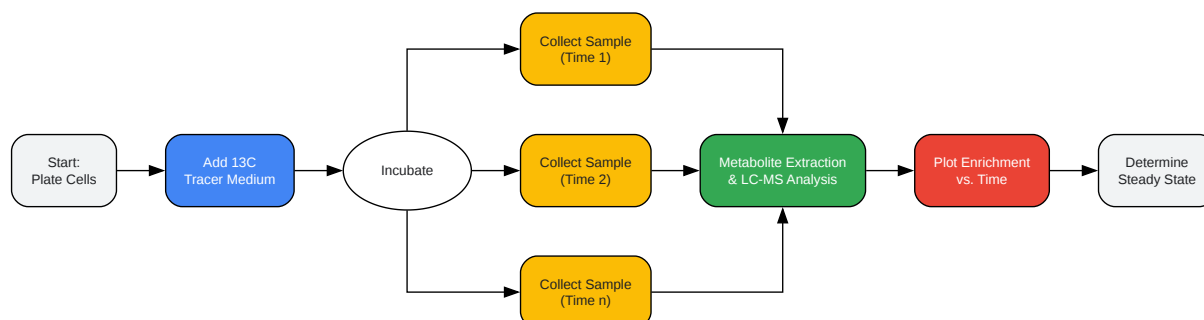 Start:
Plate Cells
Add 13C
Tracer Medium
Incubate
Collect Sample
(Time 1)
Collect Sample
(Time 2)
Collect Sample
(Time n)
Metabolite Extraction
& LC-MS Analysis
Plot Enrichment
vs. Time
Determine
Steady State